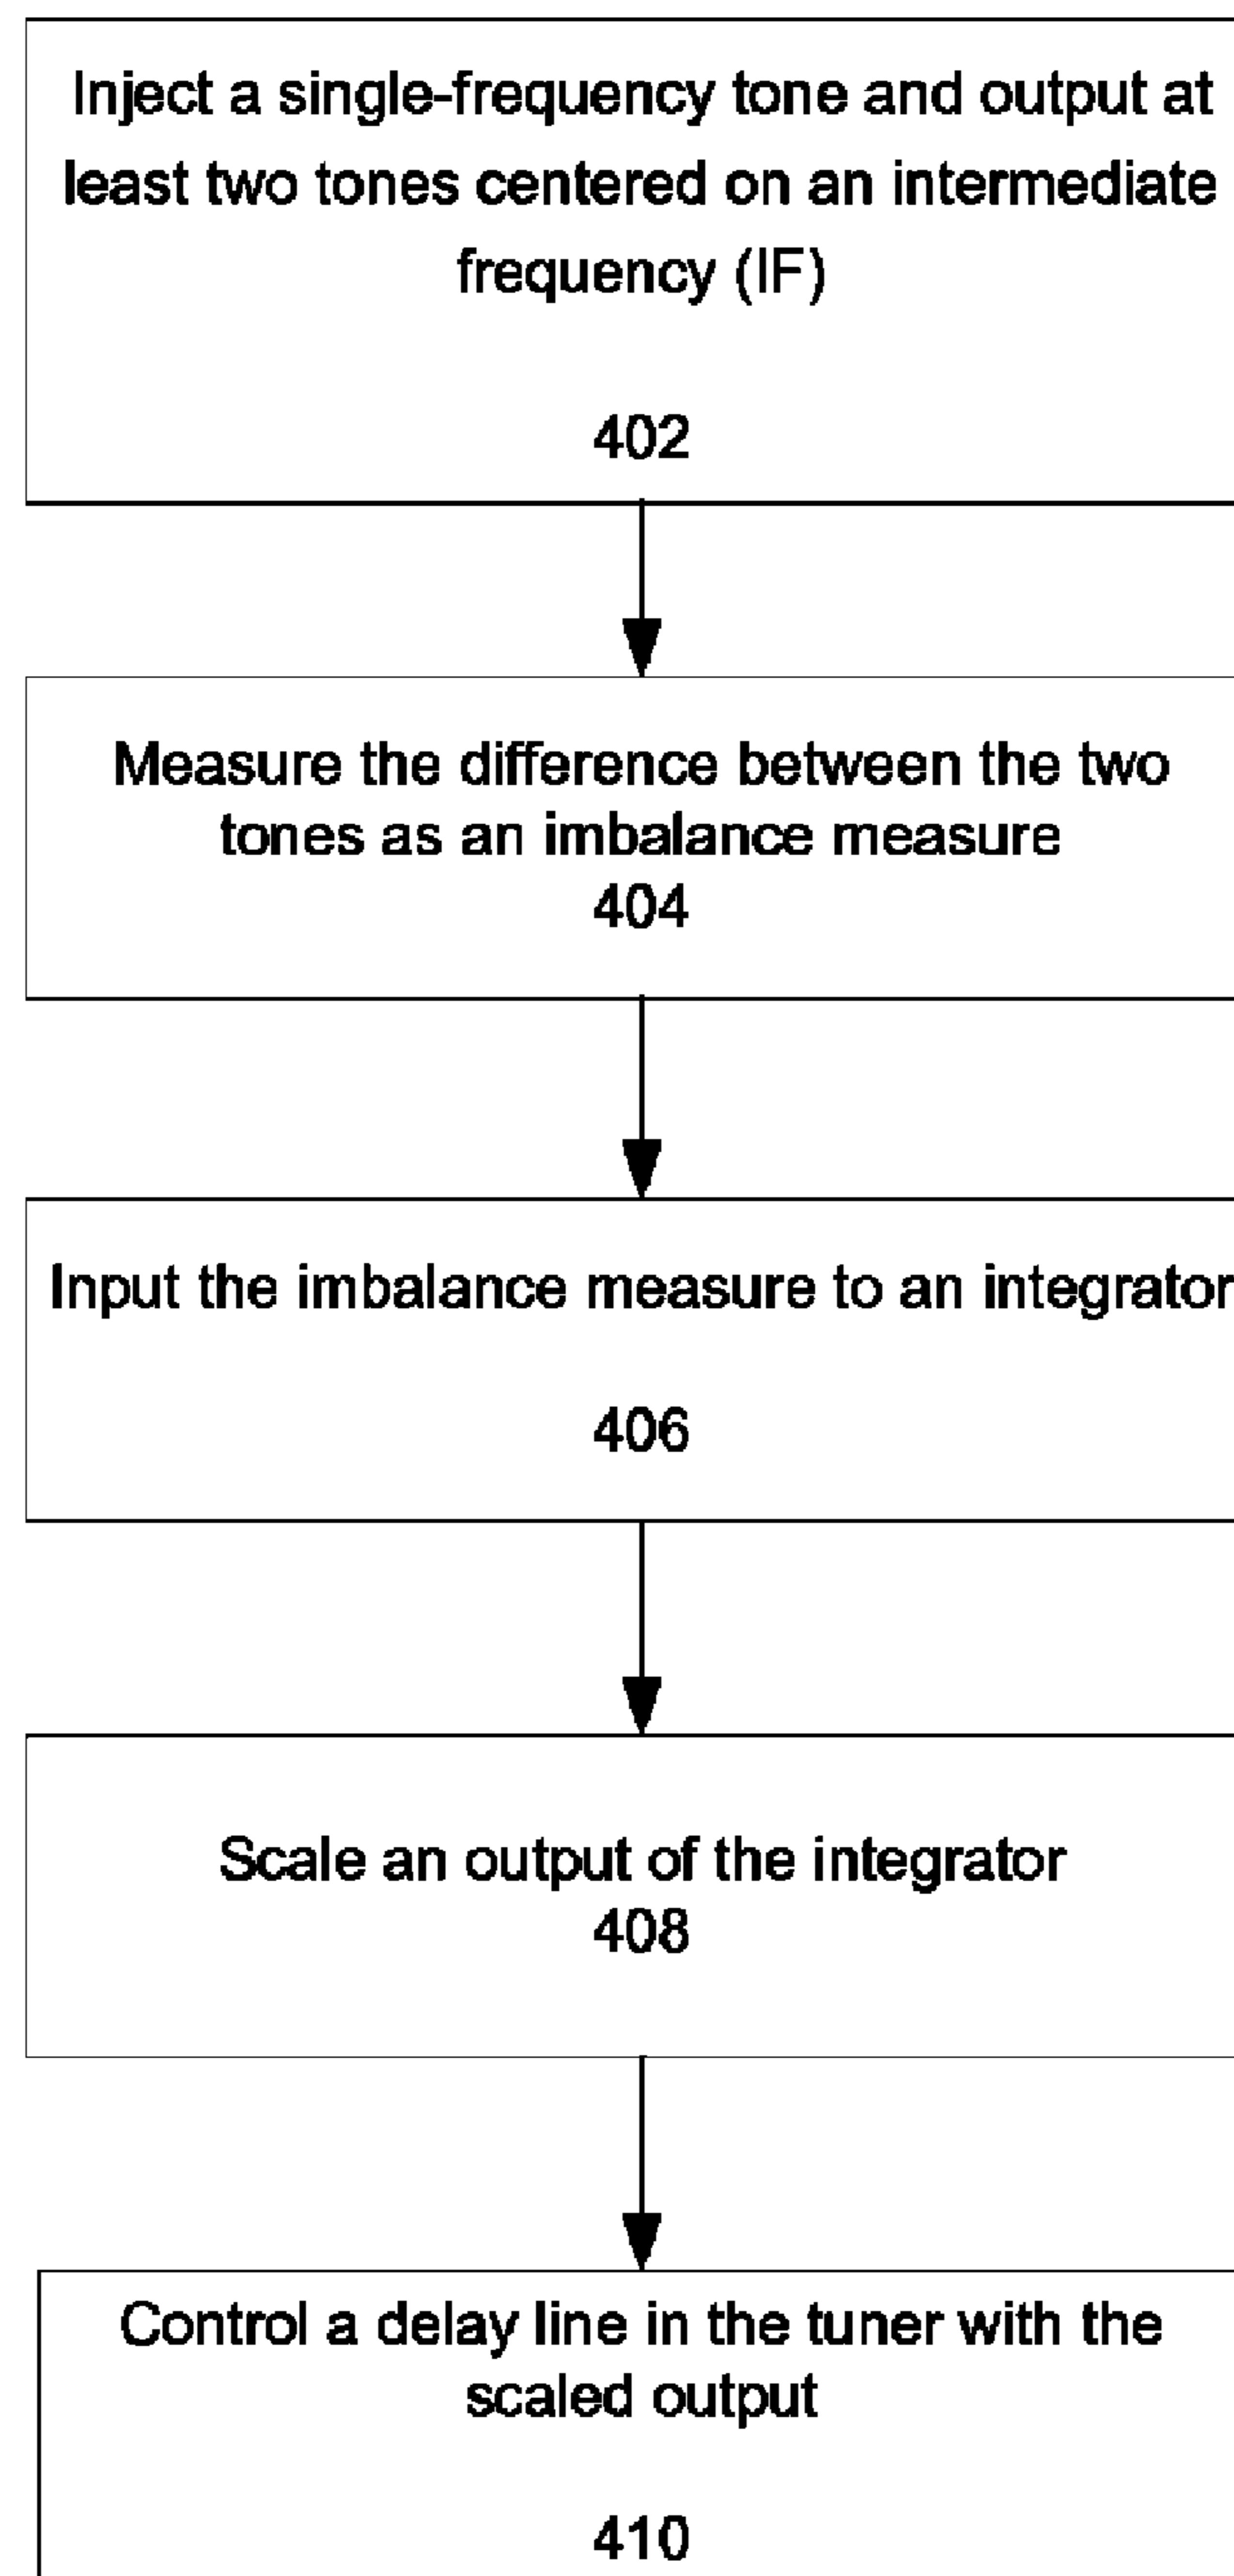 Inject a single-frequency tone and output at
least two tones centered on an intermediate
frequency (IF)
402
Measure the difference between the two
tones as an imbalance measure
404
Input the imbalance measure to an integrator
406
Scale an output of the integrator
408
Control a delay line in the tuner with the
scaled output
410